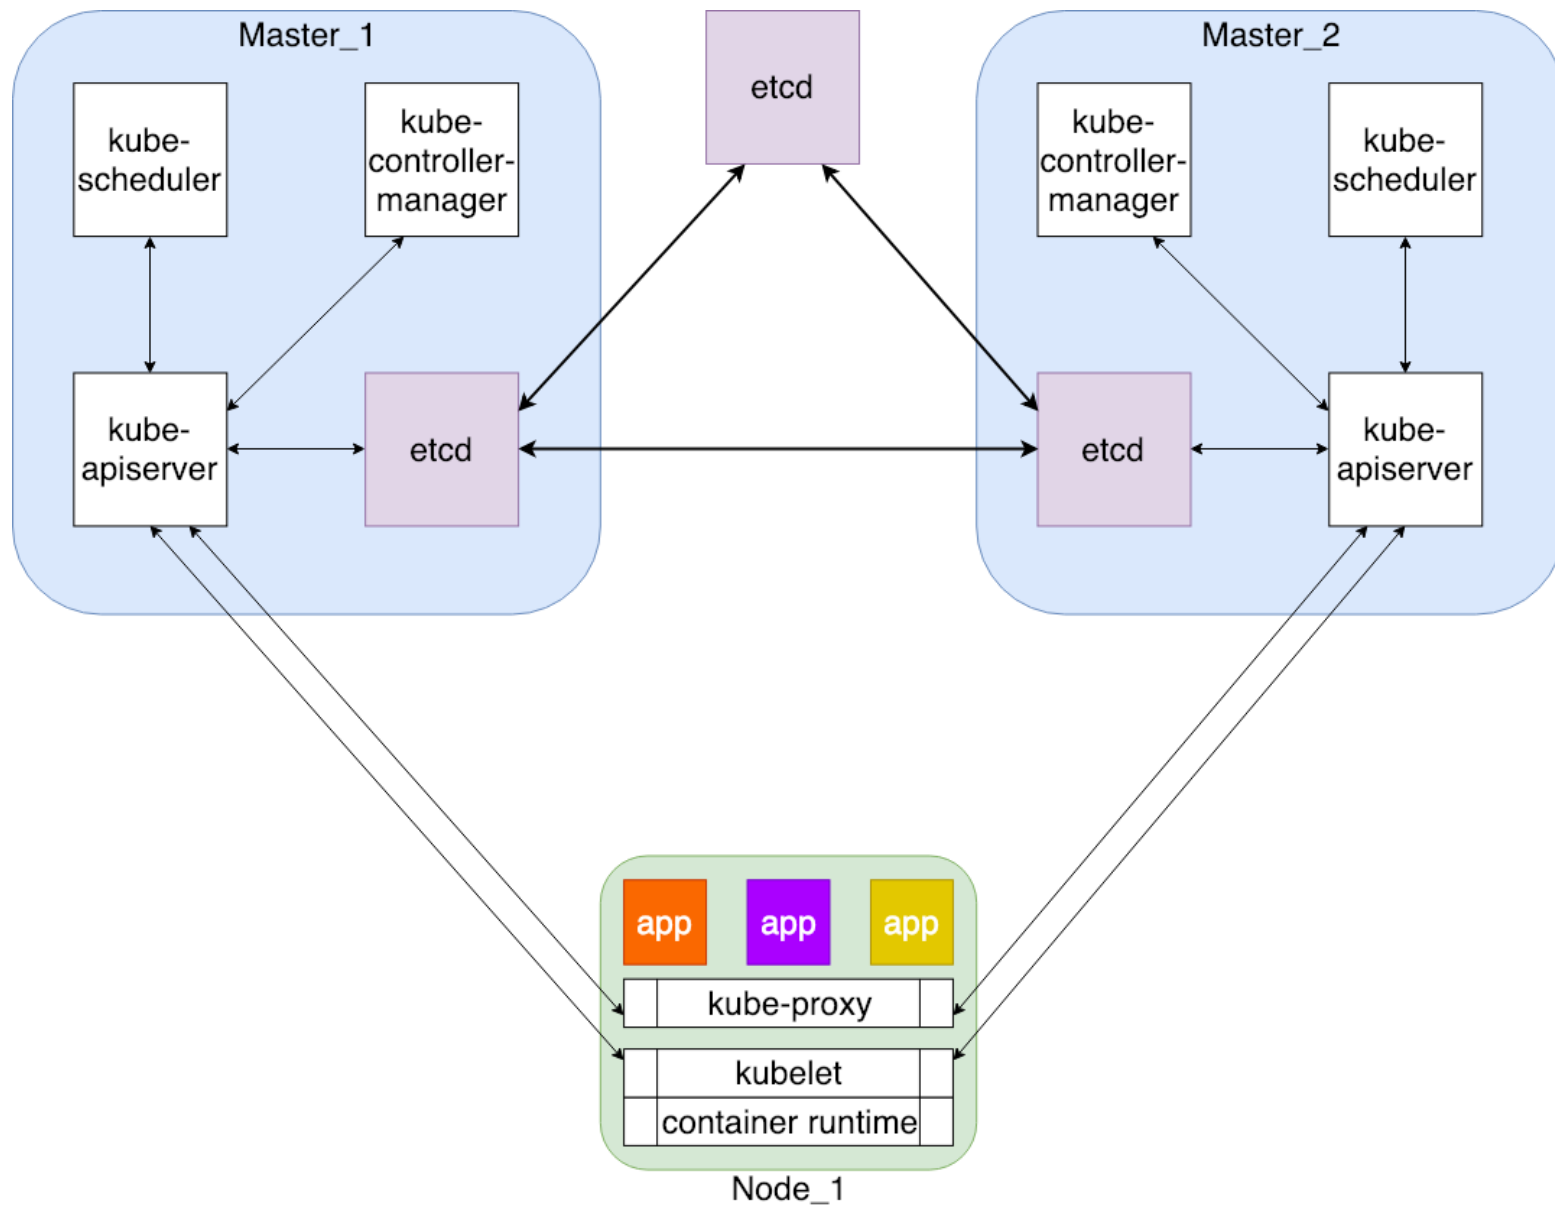 Master_1
kube-
scheduler
kube-
controller-
manager
kube-
apiserver
etcd
etcd
Master_2
kube-
controller-
manager
kube-
scheduler
etcd
kube-
apiserver
app
app
app
kube-proxy
kubelet
container runtime
Node_1